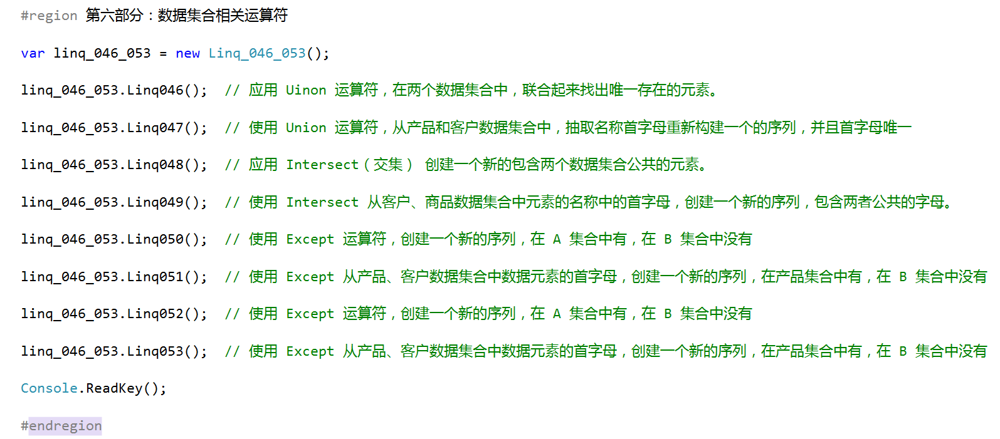 #region 第六部分：数据集合相关运算符
var linq_046_053 = new Linq_046_053();
linq_046_053.Linq046();  // 应用 Uinon 运算符，在两个数据集合中，联合起来找出唯一存在的元素。
linq_046_053.Linq047();  // 使用 Union 运算符，从产品和客户数据集合中，抽取名称首字母重新构建一个的序列，并且首字母唯一
linq_046_053.Linq048();  // 应用 Intersect（交集） 创建一个新的包含两个数据集合公共的元素。
linq_046_053.Linq049();  // 使用 Intersect 从客户、商品数据集合中元素的名称中的首字母，创建一个新的序列，包含两者公共的字母。
linq_046_053.Linq050();  // 使用 Except 运算符，创建一个新的序列，在 A 集合中有，在 B 集合中没有
linq_046_053.Linq051();  // 使用 Except 从产品、客户数据集合中数据元素的首字母，创建一个新的序列，在产品集合中有，在 B 集合中没有
linq_046_053.Linq052();  // 使用 Except 运算符，创建一个新的序列，在 A 集合中有，在 B 集合中没有
linq_046_053.Linq053();  // 使用 Except 从产品、客户数据集合中数据元素的首字母，创建一个新的序列，在产品集合中有，在 B 集合中没有
Console.ReadKey();
#endregion